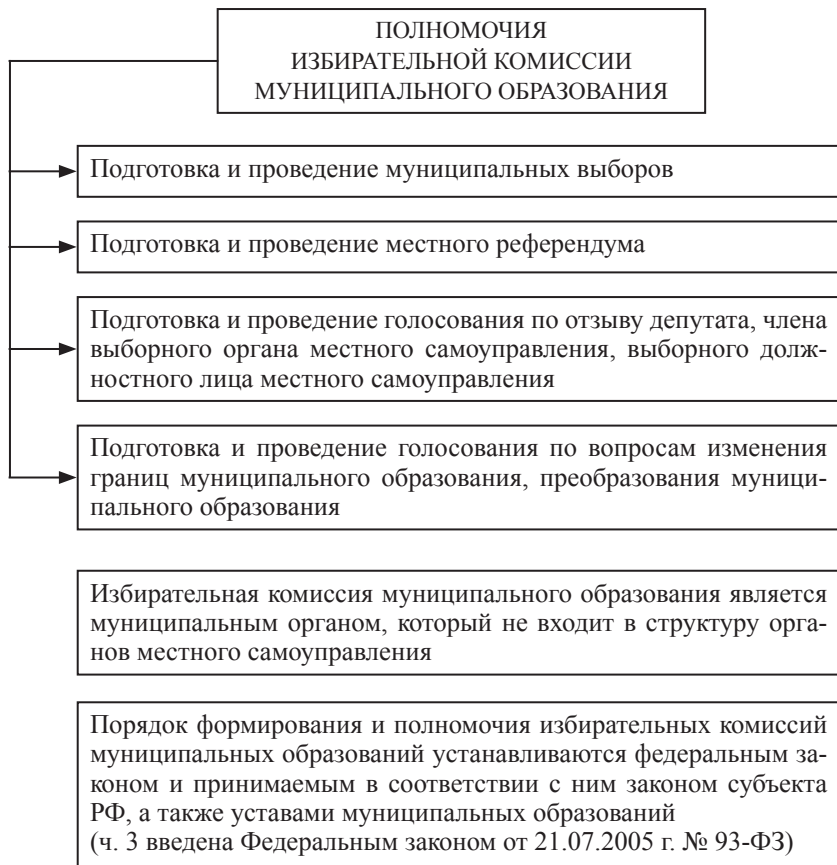 ПОЛНОМОЧИЯ
ИЗБИРАТЕЛЬНОЙ КОМИССИИ
МУНИЦИПАЛЬНОГО ОБРАЗОВАНИЯ
Подготовка и проведение муниципальных выборов
Подготовка и проведение местного референдума
Подготовка и проведение голосования по отзыву депутата, члена
выборного органа местного самоуправления, выборного долж-
ностного лица местного самоуправления
Подготовка и проведение голосования по вопросам изменения
границ муниципального образования, преобразования муници-
пального образования
Избирательная комиссия муниципального образования является
муниципальным органом, который не входит в структуру орга-
нов местного самоуправления
Порядок формирования и полномочия избирательных комиссий
муниципальных образований устанавливаются федеральным за-
коном и принимаемым в соответствии с ним законом субъекта
РФ, а также уставами муниципальных образований
(ч. 3 введена Федеральным законом от 21.07.2005 г. № 93-ФЗ)